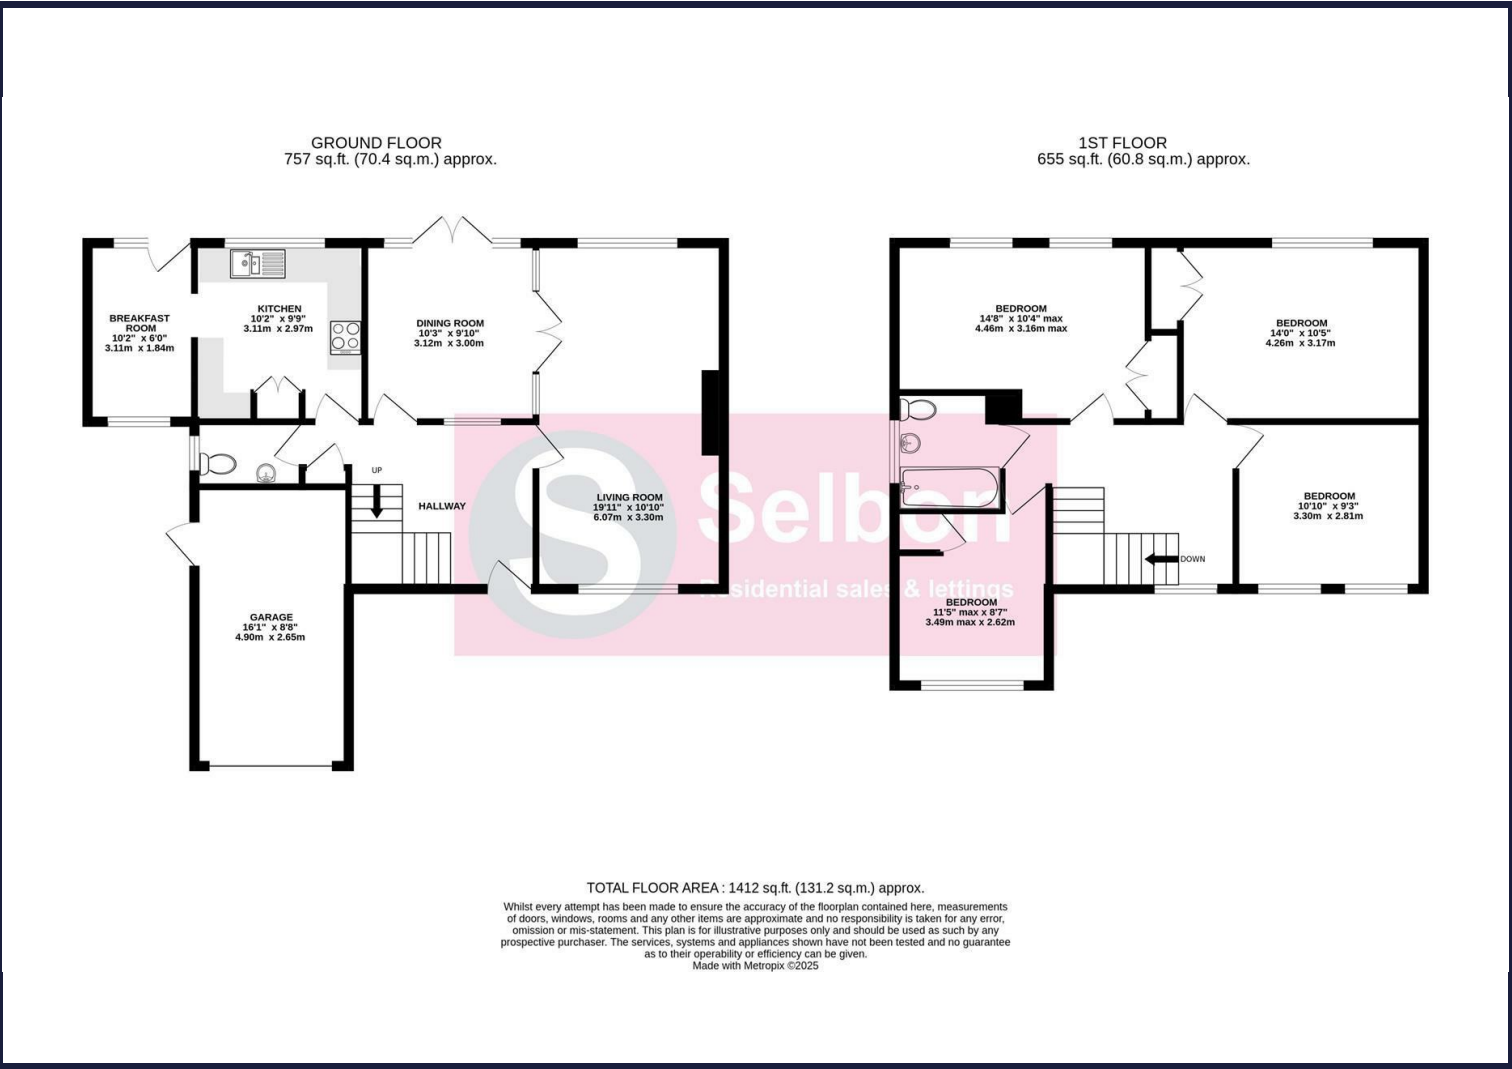 GROUND FLOOR
757 sq.ft. (70.4 sq.m.) approx.
1ST FLOOR
655 sq.ft. (60.8 sq.m.) approx.
BREAKFAST
ROOM
10'2" x 6'0"
3.11m x 1.84m
KITCHEN
10'2" x 9'9"
3.11m x 2.97m
DINING ROOM
10'3" x 9'10"
3.12m x 3.00m
UP
HALLWAY
LIVING ROOM
19'11" x 10'10"
6.07m x 3.30m
GARAGE
16'1" x 8'8"
4.90m x 2.65m
BEDROOM
14'8" x 10'4" max
4.46m x 3.16m max
BEDROOM
14'0" x 10'5"
4.26m x 3.17m
BEDROOM
10'10" x 9'3"
3.30m x 2.81m
DOWN
BEDROOM
11'5" max x 8'7"
3.49m max x 2.62m
S
Selbon
Residential sales & lettings
TOTAL FLOOR AREA : 1412 sq.ft. (131.2 sq.m.) approx.
Whilst every attempt has been made to ensure the accuracy of the floorplan contained here, measurements
of doors, windows, rooms and any other items are approximate and no responsibility is taken for any error,
omission or mis-statement. This plan is for illustrative purposes only and should be used as such by any
prospective purchaser. The services, systems and appliances shown have not been tested and no guarantee
as to their operability or efficiency can be given.
Made with Metropix ©2025